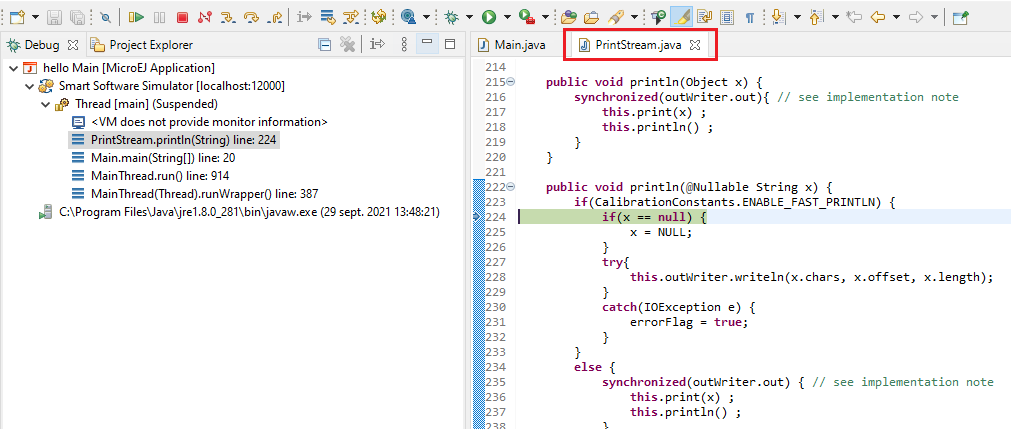 Debug
Project Explorer
hello Main [MicroEJ Application]
Smart Software Simulator [localhost:12000]
Thread [main] (Suspended)
<VM does not provide monitor information>
PrintStream.println(String) line: 224
Main.main(String[]) line: 20
MainThread.run() line: 914
MainThread(Thread).runWrapper() line: 387
C:\Program Files\Java\jre1.8.0_281\bin\javaw.exe (29 sept. 2021 13:48:21)
Main.java
PrintStream.java
214
215 public void println(Object x) {
216 synchronized(outWriter.out){ // see implementation note
217 this.print(x) ;
218 this.println() ;
219 }
220 }
221
222 public void println(@Nullable String x) {
223 if(CalibrationConstants.ENABLE_FAST_PRINTLN) {
224 if(x == null) {
225 x = NULL;
226 }
227 try{
228 this.outWriter.writeln(x.chars, x.offset, x.length);
229 }
230 catch(IOException e) {
231 errorFlag = true;
232 }
233 }
234 else {
235 synchronized(outWriter.out) { // see implementation note
236 this.print(x) ;
237 this.println() ;
238 }